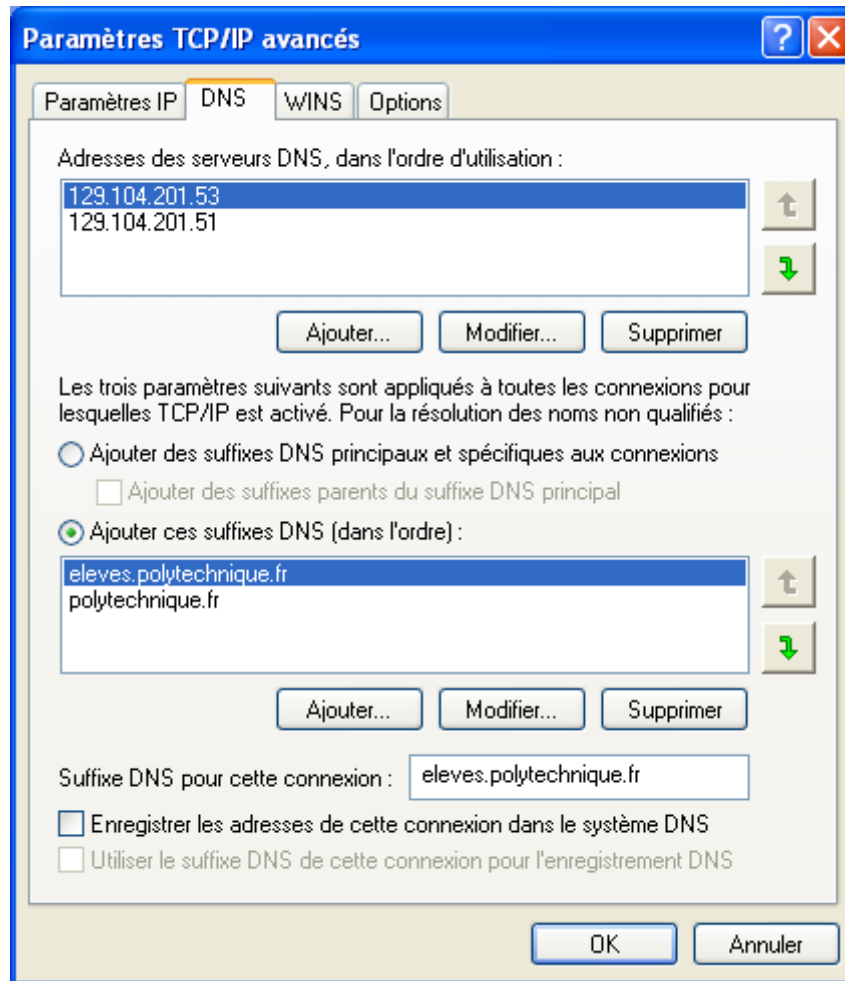 Paramètres TCP/IP avancés
Paramètres IP DNS WINS Options
Adresses des serveurs DNS, dans l'ordre d'utilisation :
129.104.201.53
129.104.201.51
Ajouter... Modifier... Supprimer
Les trois paramètres suivants sont appliqués à toutes les connexions pour
lesquelles TCP/IP est activé. Pour la résolution des noms non qualifiés :
Ajouter des suffixes DNS principaux et spécifiques aux connexions
Ajouter des suffixes parents du suffixe DNS principal
Ajouter ces suffixes DNS (dans l'ordre) :
eleves.polytechnique.fr
polytechnique.fr
Ajouter... Modifier... Supprimer
Suffixe DNS pour cette connexion : eleves.polytechnique.fr
Enregistrer les adresses de cette connexion dans le système DNS
Utiliser le suffixe DNS de cette connexion pour l'enregistrement DNS
OK Annuler